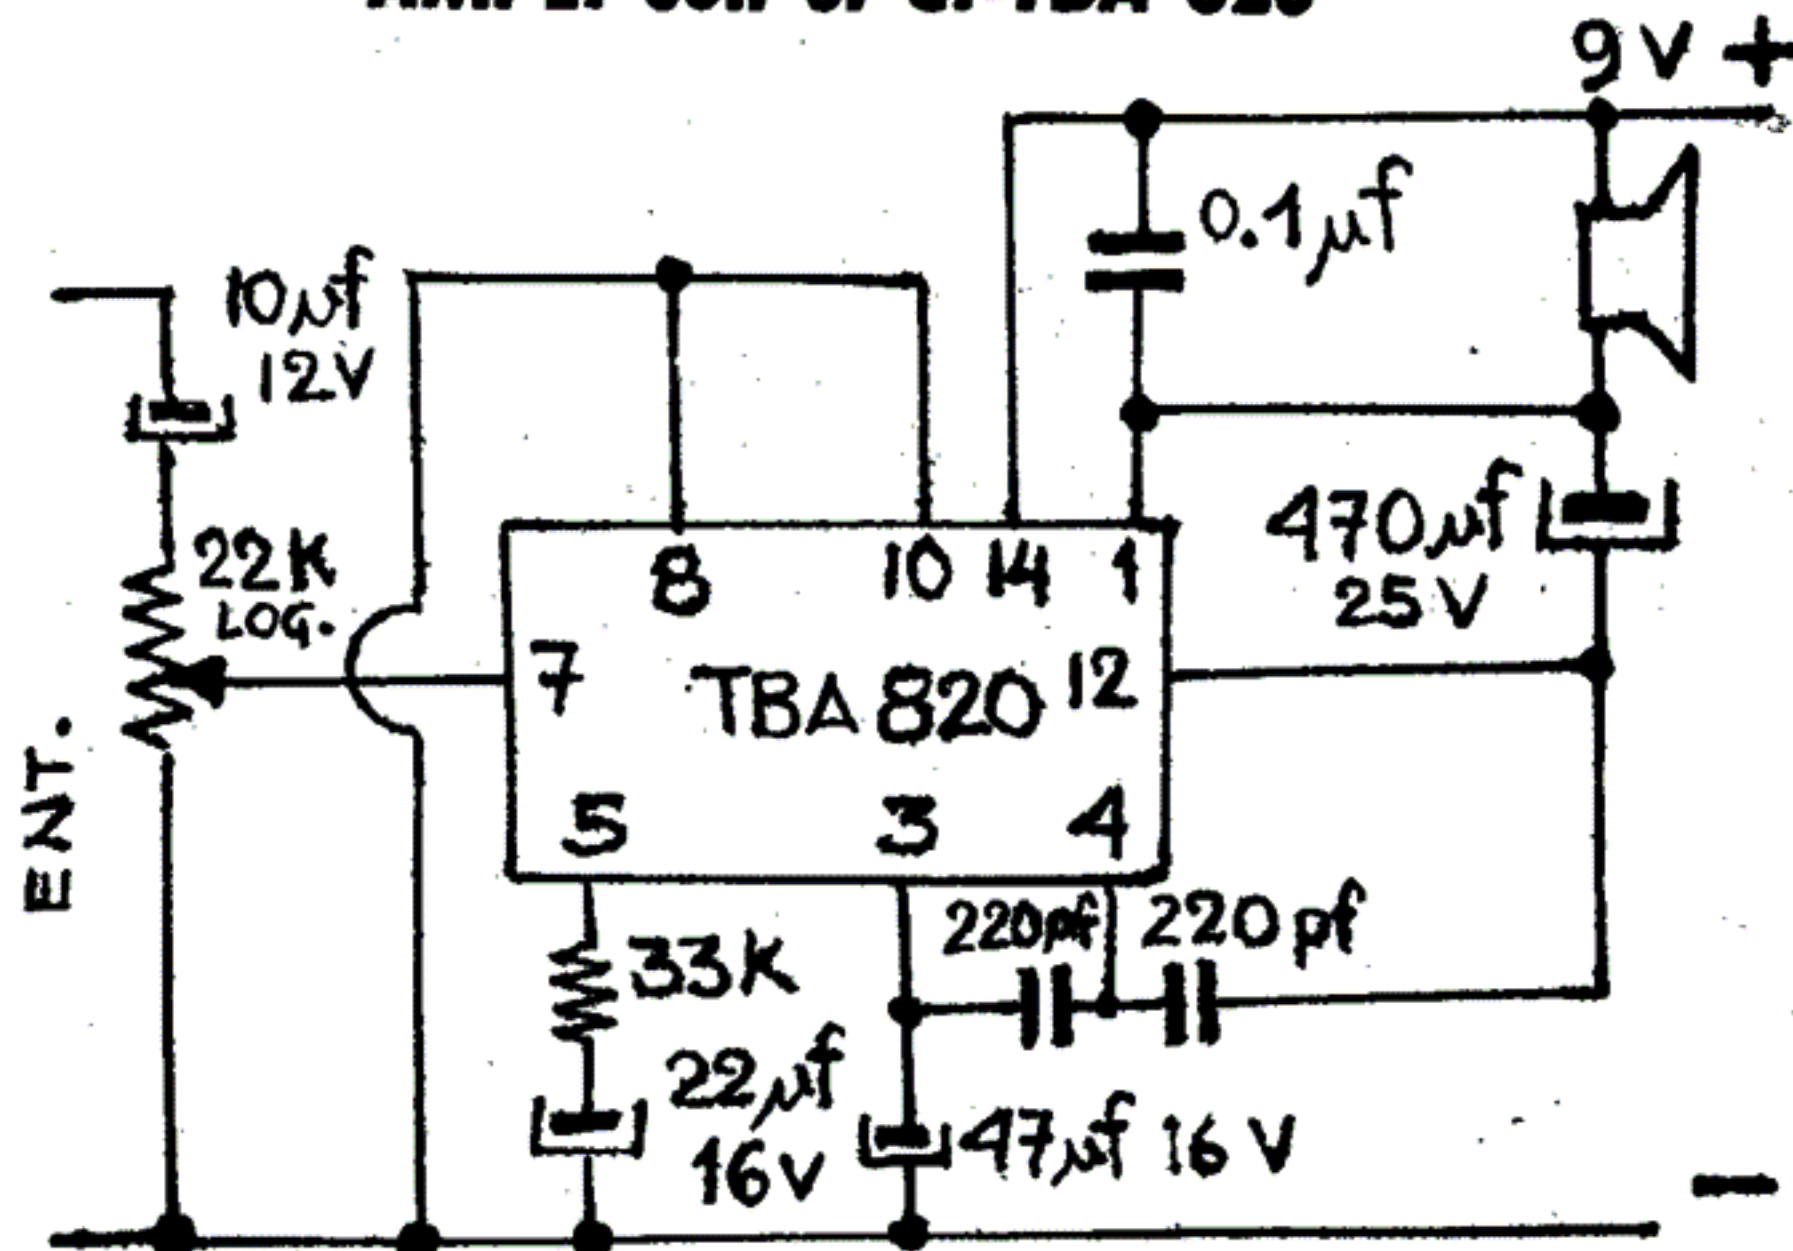 9V +
0.1µf
10µf
12V
470µf
25V
22K
LOG.
8 10 14 1
7 TBA 820 12
5 3 4
ENT.
220pf 220pf
33K
22µf
16V
47µf 16V
-